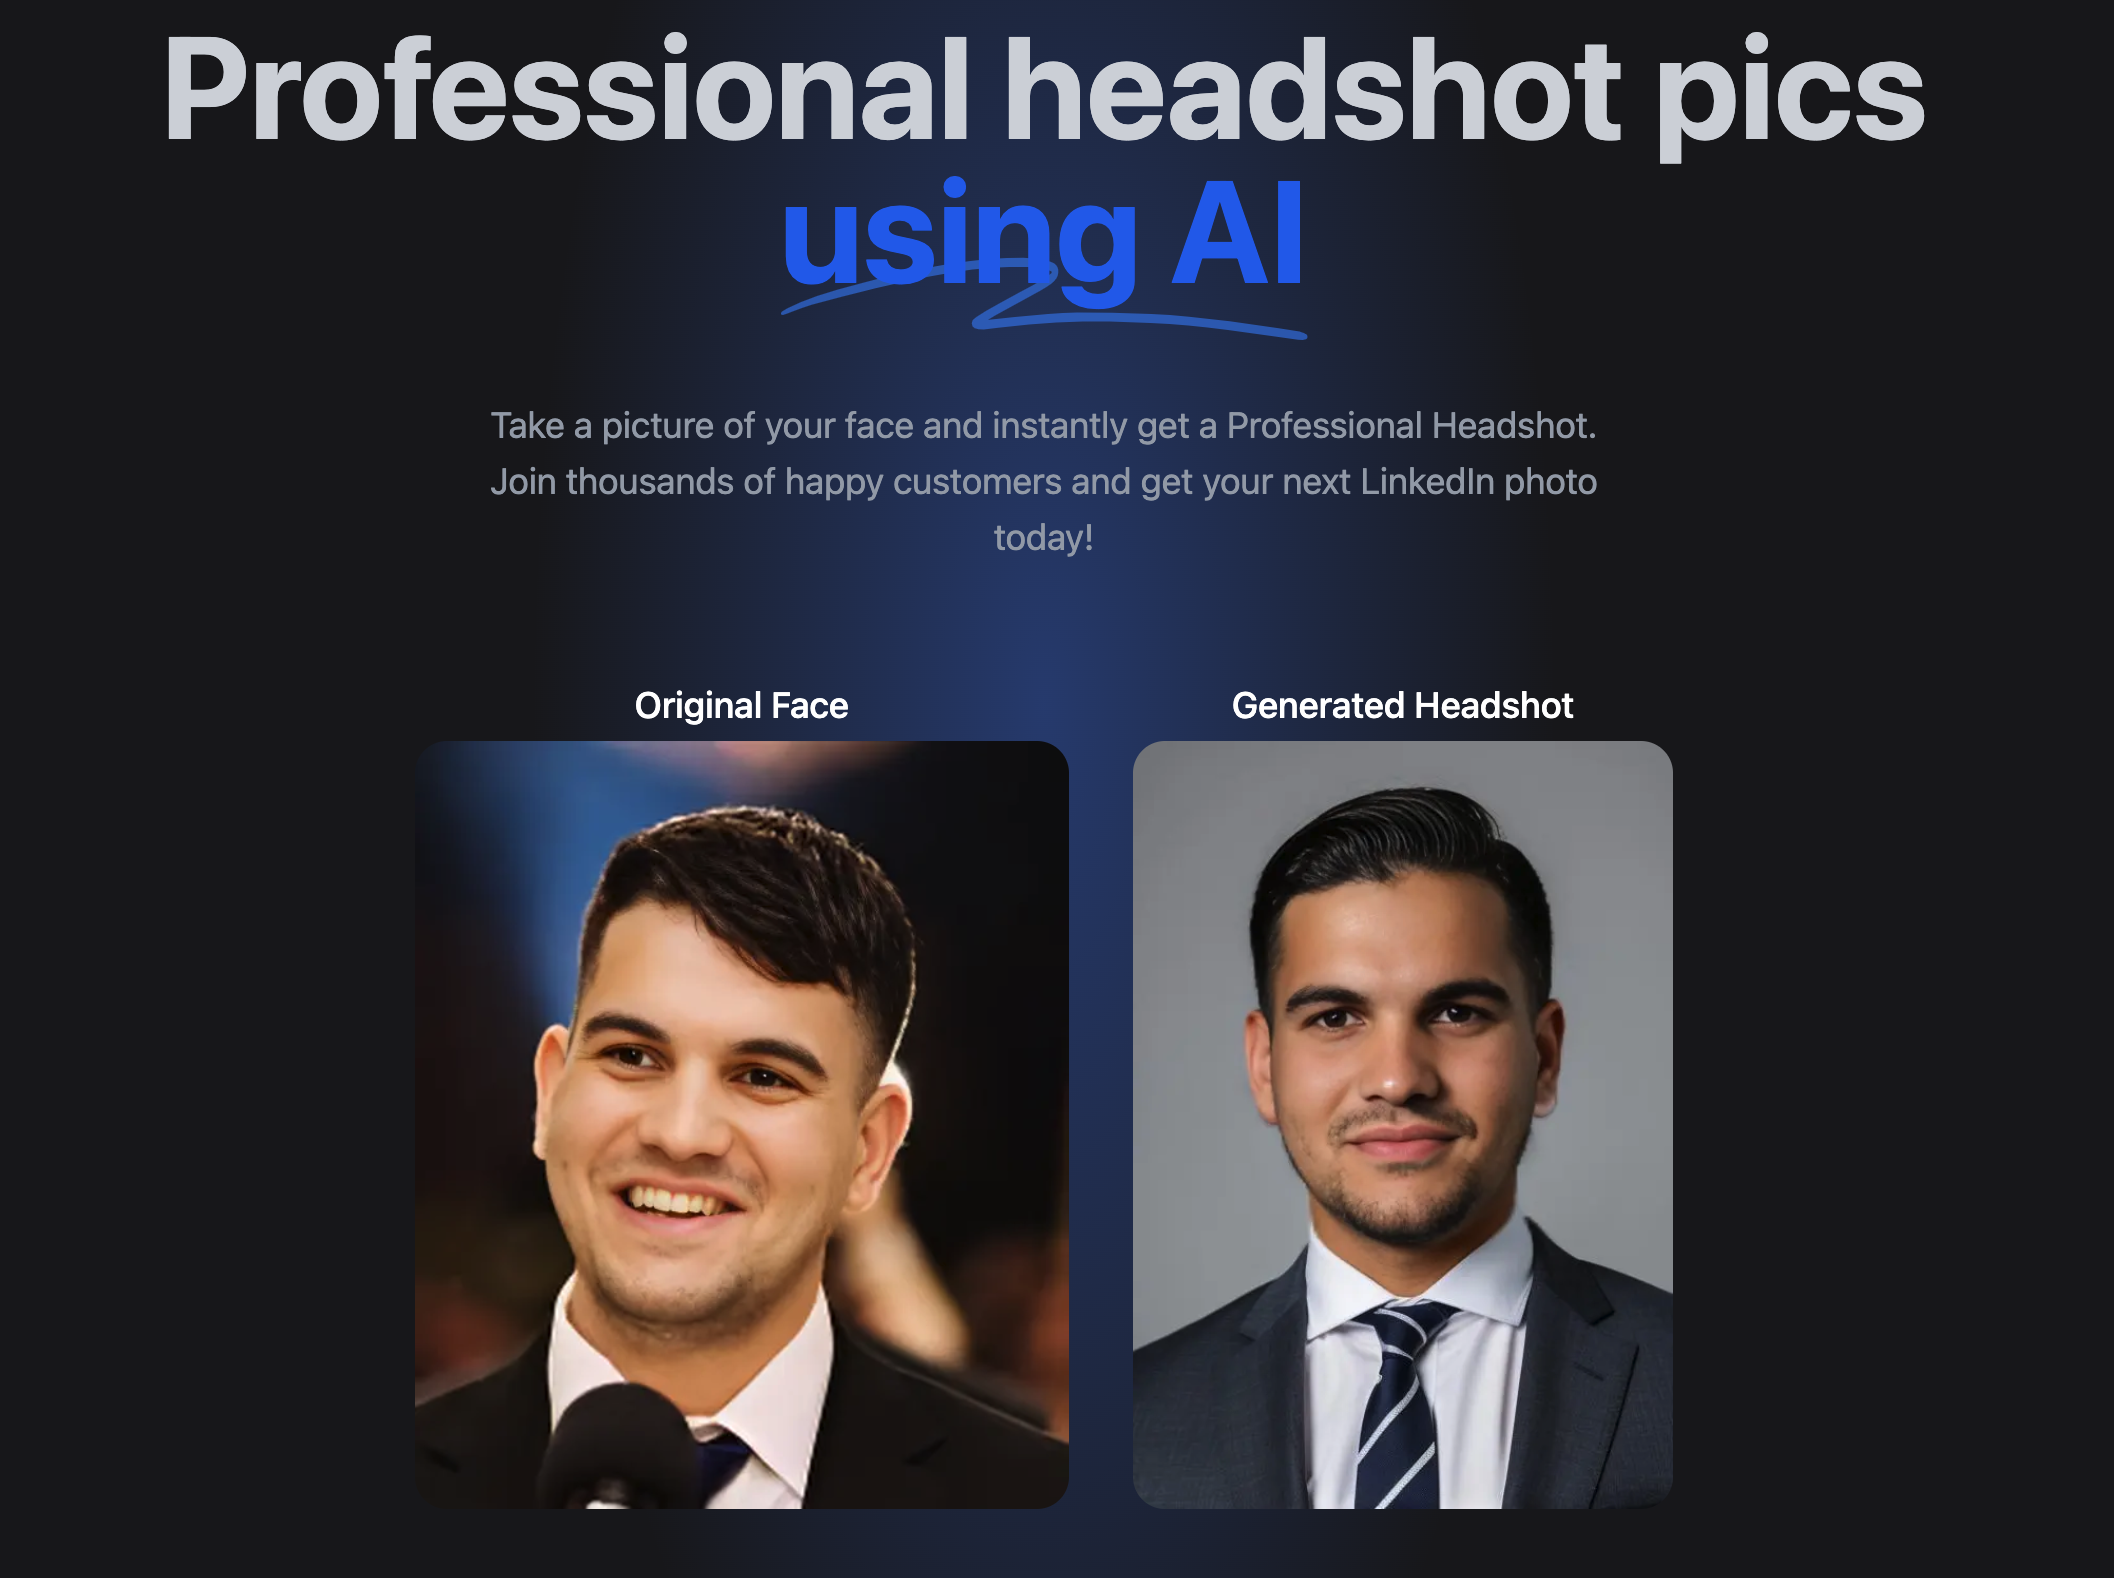 Professional headshot pics
using AI
Take a picture of your face and instantly get a Professional Headshot.
Join thousands of happy customers and get your next LinkedIn photo
today!
Original Face
Generated Headshot